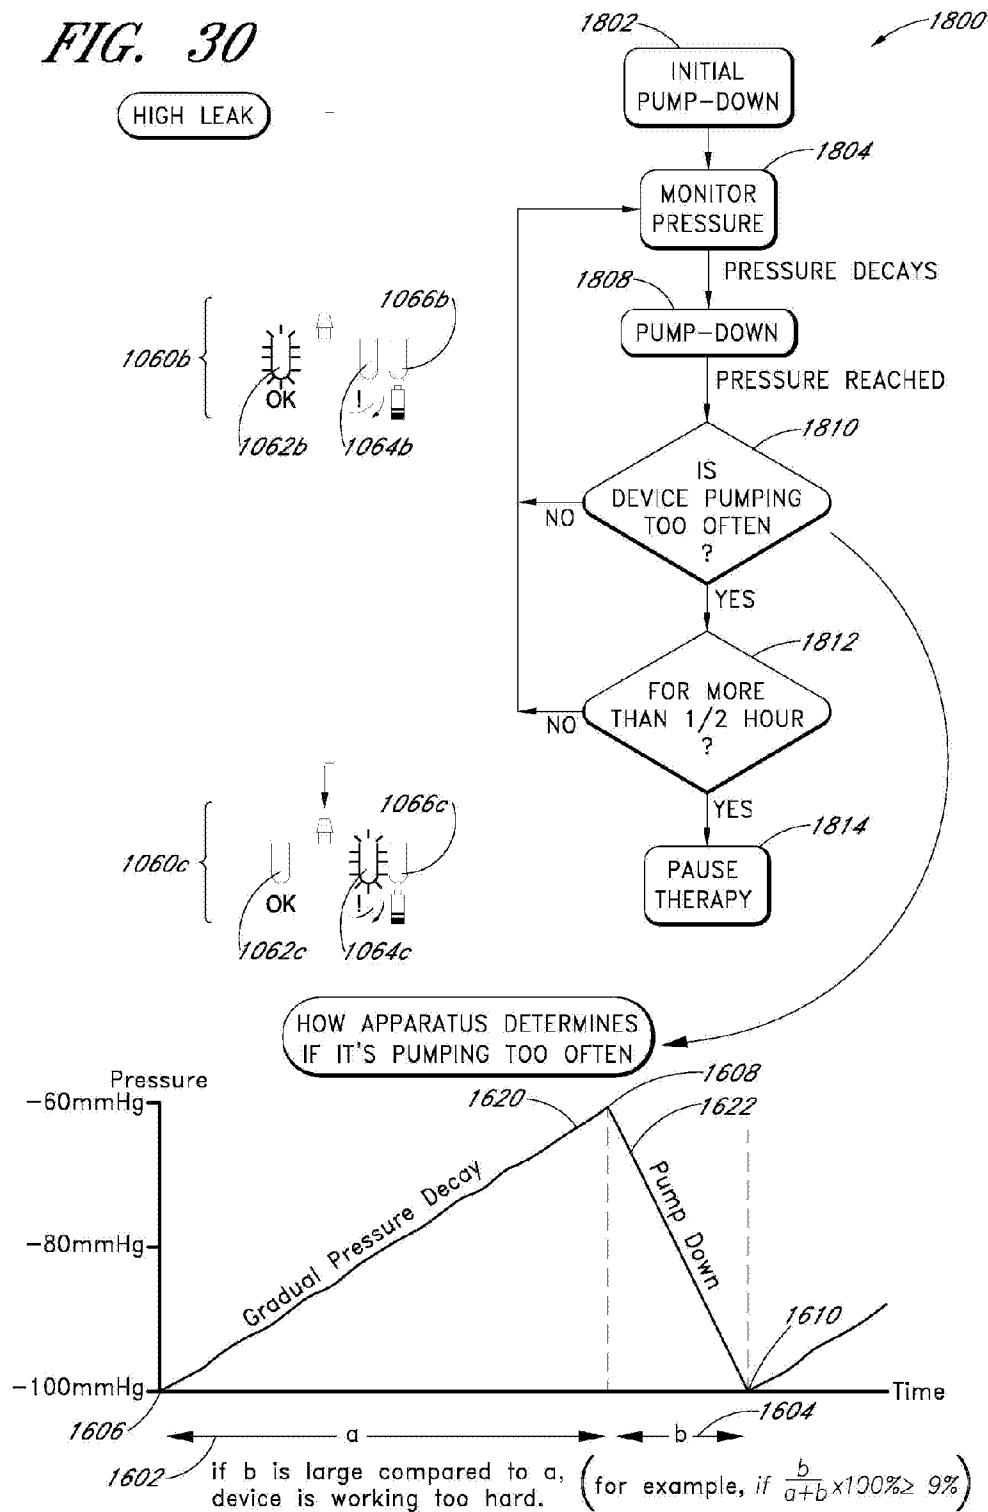 FIG. 30
1802
1800
INITIAL
PUMP-DOWN
HIGH LEAK
1804
MONITOR
PRESSURE
PRESSURE DECAYS
1808
PUMP-DOWN
PRESSURE REACHED
1066b
1060b
OK
!
1062b
1064b
1810
IS
DEVICE PUMPING
TOO OFTEN
?
NO
YES
1812
FOR MORE
THAN 1/2 HOUR
?
NO
YES
1066c
1060c
OK
!
1062c
1064c
1814
PAUSE
THERAPY
HOW APPARATUS DETERMINES
IF IT'S PUMPING TOO OFTEN
Pressure
-60mmHg
-80mmHg
-100mmHg
1620
1608
1622
Gradual Pressure Decay
Pump Down
1610
Time
1606
1604
a
b
1602
if b is large compared to a,
device is working too hard.
(for example, if b/a+b x100%≥ 9%)